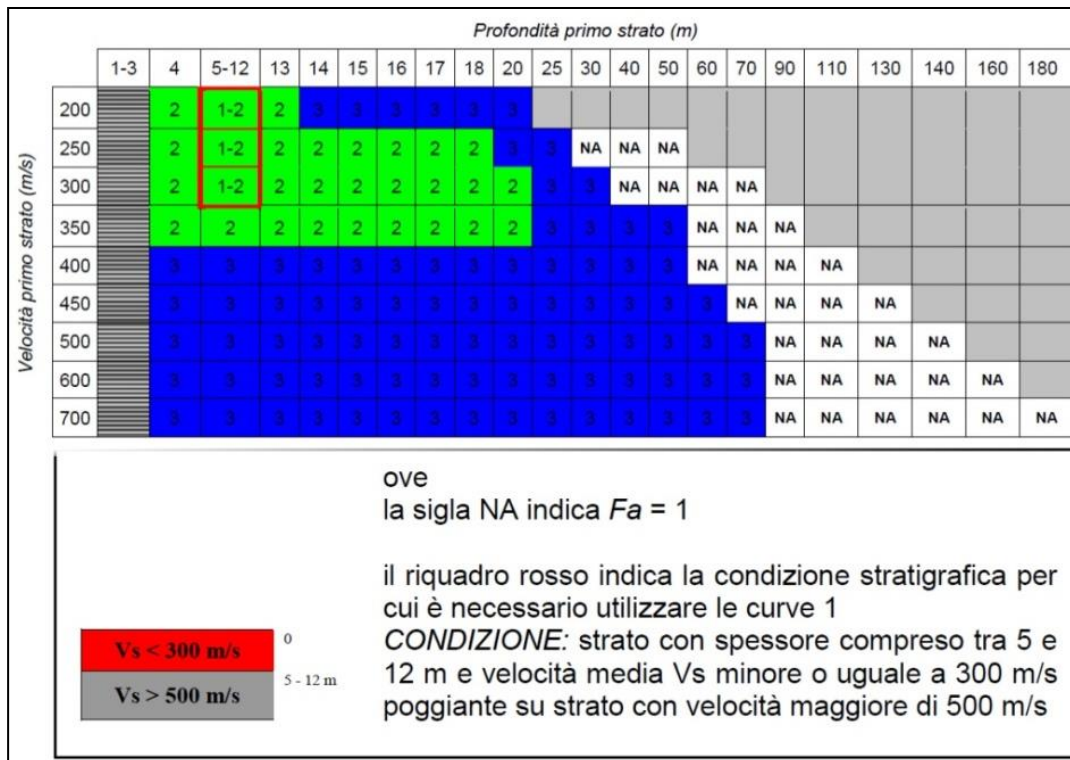 Profondità primo strato (m)
1-3 4 5-12 13 14 15 16 17 18 20 25 30 40 50 60 70 90 110 130 140 160 180
Velocità primo strato (m/s)
200 2 1-2 2 3 3 3 3 3 3
250 2 1-2 2 2 2 2 2 2 3 3 NA NA NA
300 2 1-2 2 2 2 2 2 2 2 3 3 NA NA NA NA
350 2 2 2 2 2 2 2 2 2 3 3 3 3 NA NA NA
400 3 3 3 3 3 3 3 3 3 3 3 3 3 NA NA NA NA
450 3 3 3 3 3 3 3 3 3 3 3 3 3 3 NA NA NA NA
500 3 3 3 3 3 3 3 3 3 3 3 3 3 3 3 NA NA NA NA
600 3 3 3 3 3 3 3 3 3 3 3 3 3 3 3 NA NA NA NA NA
700 3 3 3 3 3 3 3 3 3 3 3 3 3 3 3 NA NA NA NA NA NA
ove
la sigla NA indica Fa = 1
il riquadro rosso indica la condizione stratigrafica per
cui è necessario utilizzare le curve 1
CONDIZIONE: strato con spessore compreso tra 5 e
12 m e velocità media Vs minore o uguale a 300 m/s
poggiante su strato con velocità maggiore di 500 m/s
Vs < 300 m/s 0
Vs > 500 m/s 5 - 12 m